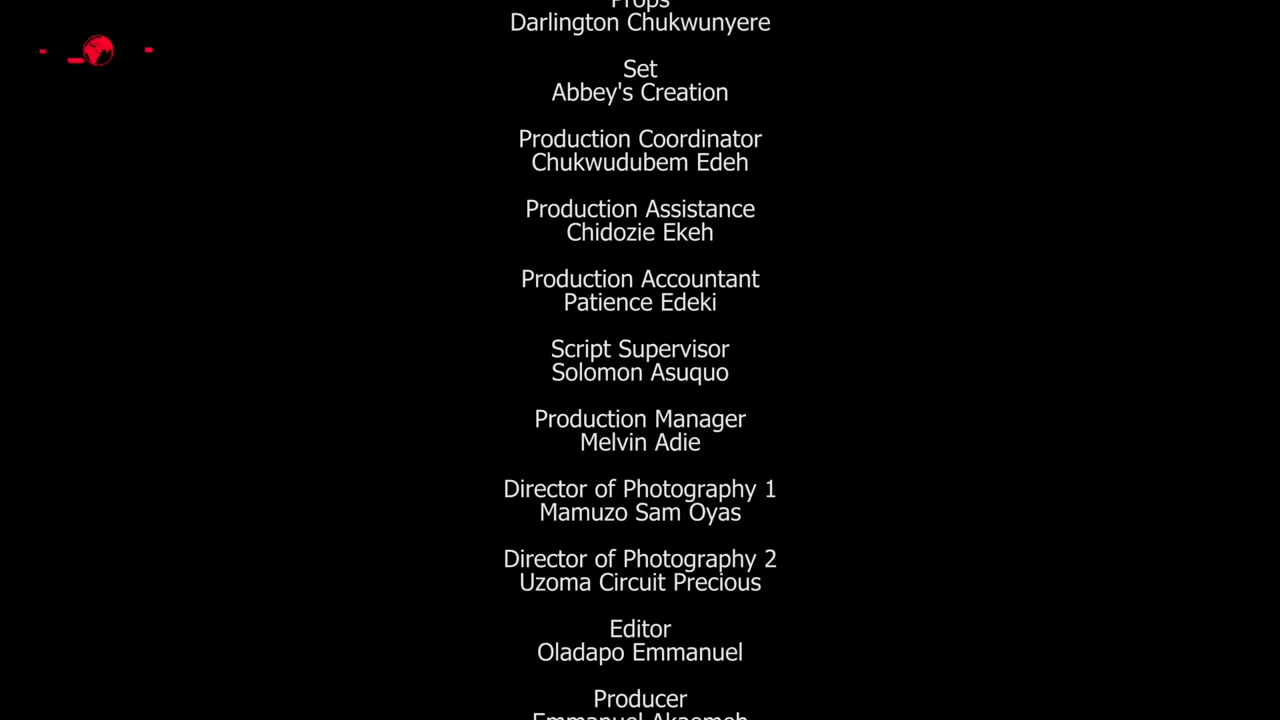 Props
Darlington Chukwunyere
Set
Abbey's Creation
Production Coordinator
Chukwudubem Edeh
Production Assistance
Chidozie Ekeh
Production Accountant
Patience Edeki
Script Supervisor
Solomon Asuquo
Production Manager
Melvin Adie
Director of Photography 1
Mamuzo Sam Oyas
Director of Photography 2
Uzoma Circuit Precious
Editor
Oladapo Emmanuel
Producer
Emmanuel